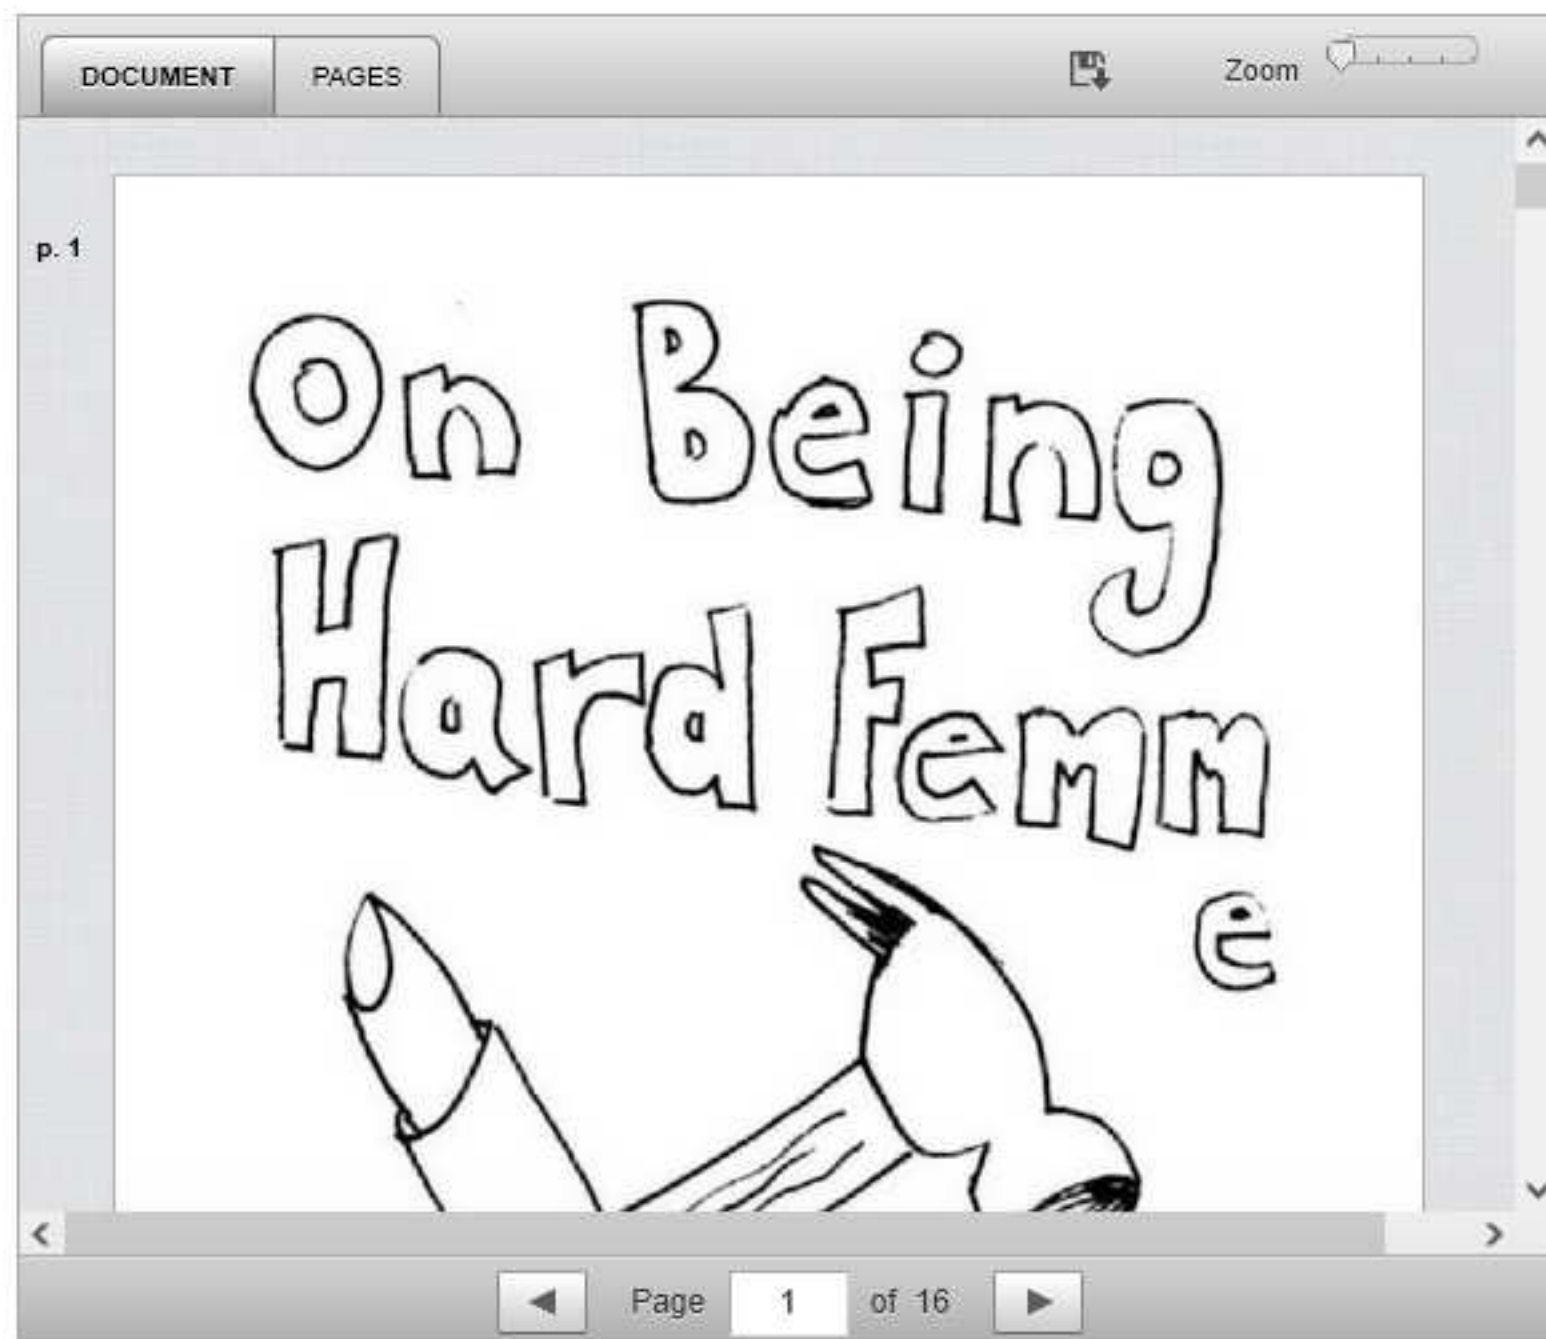 DOCUMENT PAGES Zoom
p. 1
On Being
Hard Femm
e
Page 1 of 16